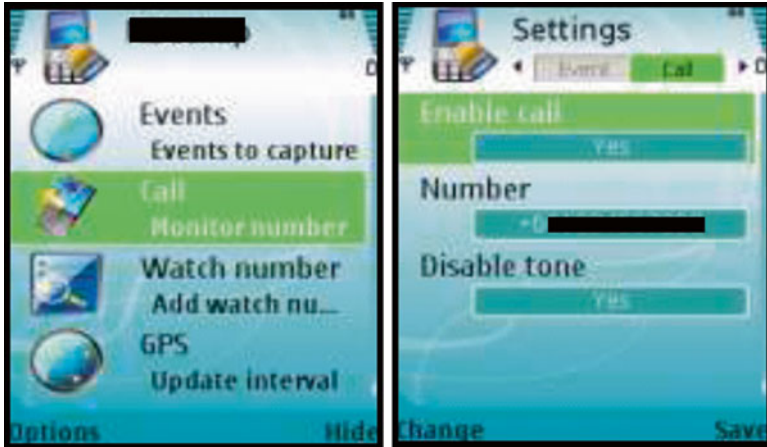 Events
Events to capture
Call
Monitor number
Watch number
Add watch nu...
GPS
Update interval
Options Hide
Settings
Event Call
Enable call
Yes
Number
+0
Disable tone
Yes
Change Save